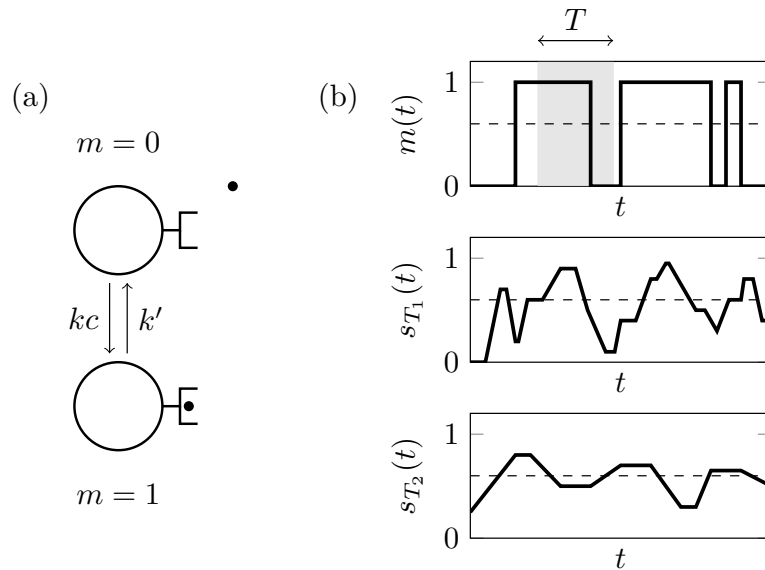 (a)
m = 0
kc
k′
m = 1
(b)
T
1
m(t)
0
t
1
s_{T_1}(t)
0
t
1
s_{T_2}(t)
0
t